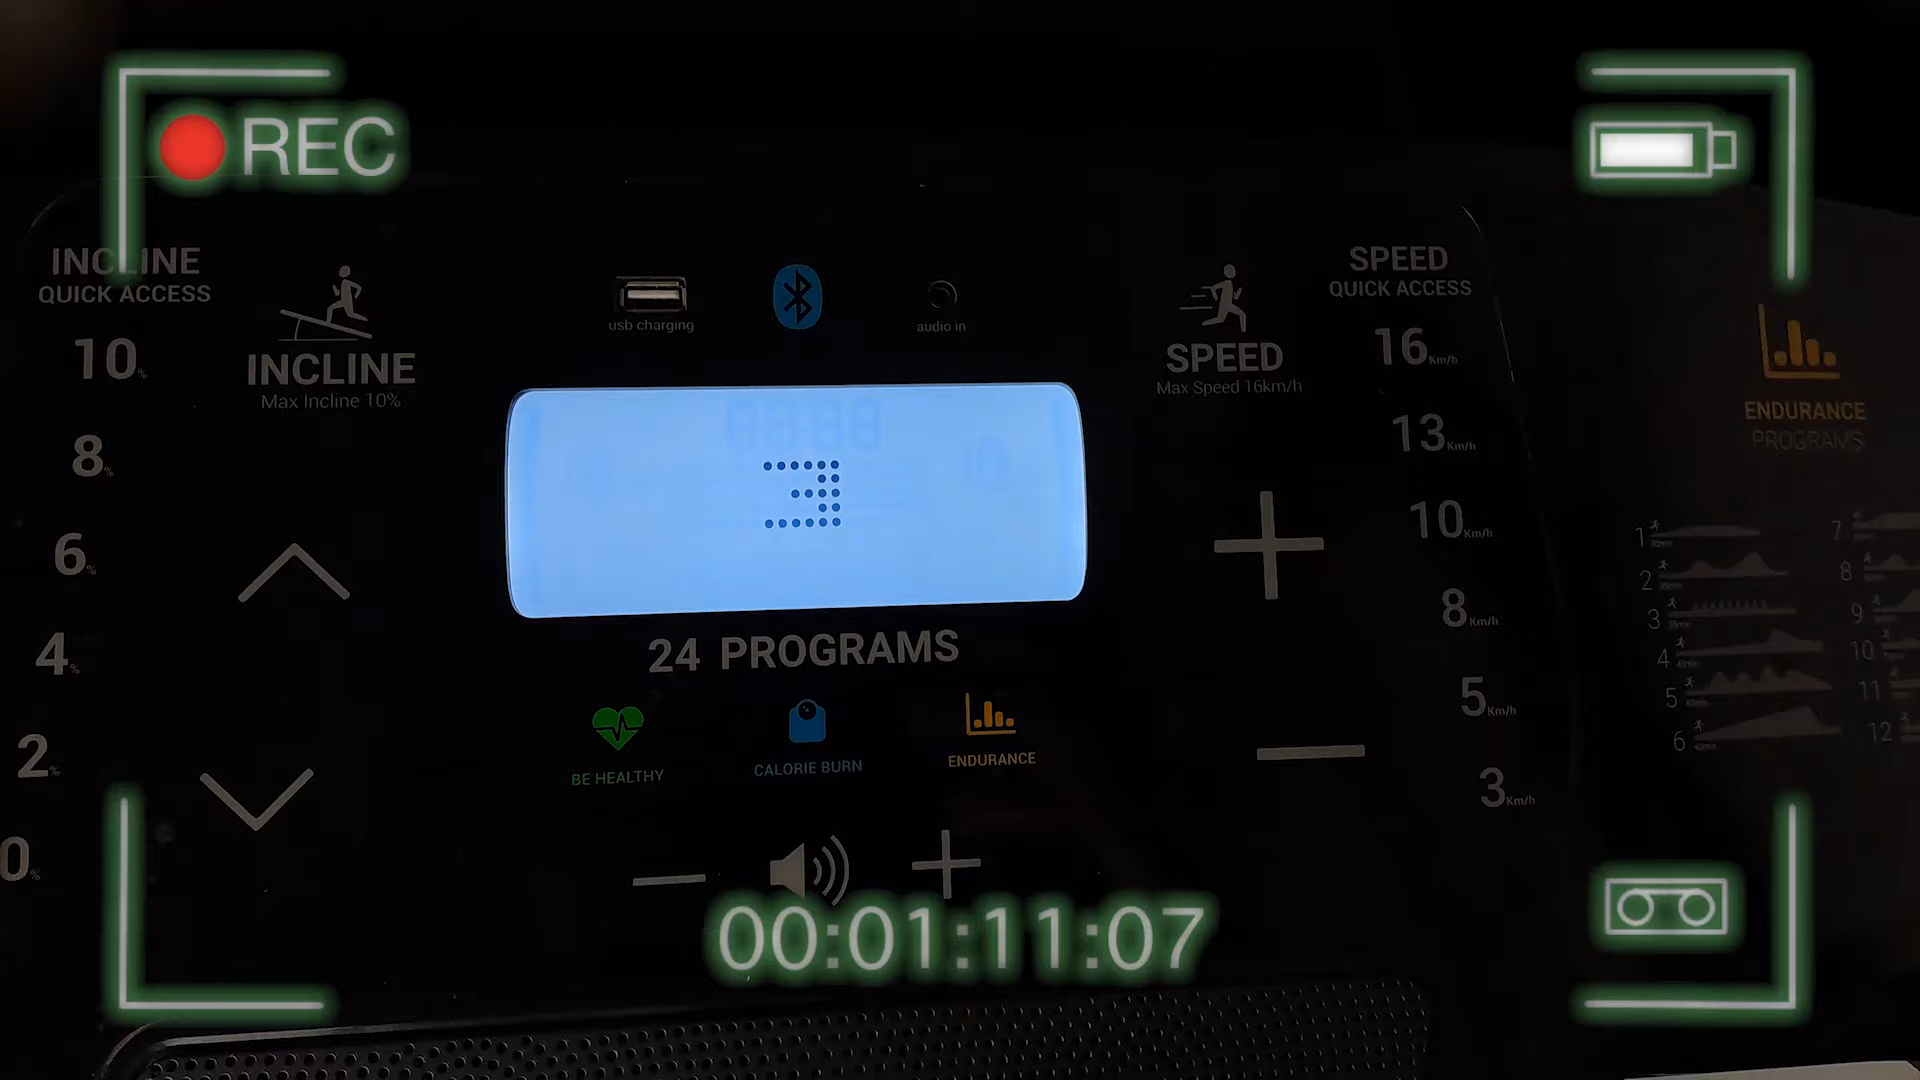 REC
INCLINE
QUICK ACCESS
10%
8%
6%
4%
2%
0%
INCLINE
Max Incline 10%
usb charging
audio in
3
24 PROGRAMS
BE HEALTHY
CALORIE BURN
ENDURANCE
SPEED
Max Speed 16km/h
SPEED
QUICK ACCESS
16 Km/h
13 Km/h
10 Km/h
8 Km/h
5 Km/h
3 Km/h
ENDURANCE
PROGRAMS
1
2
3
4
5
6
7
8
9
10
11
12
00:01:11:07